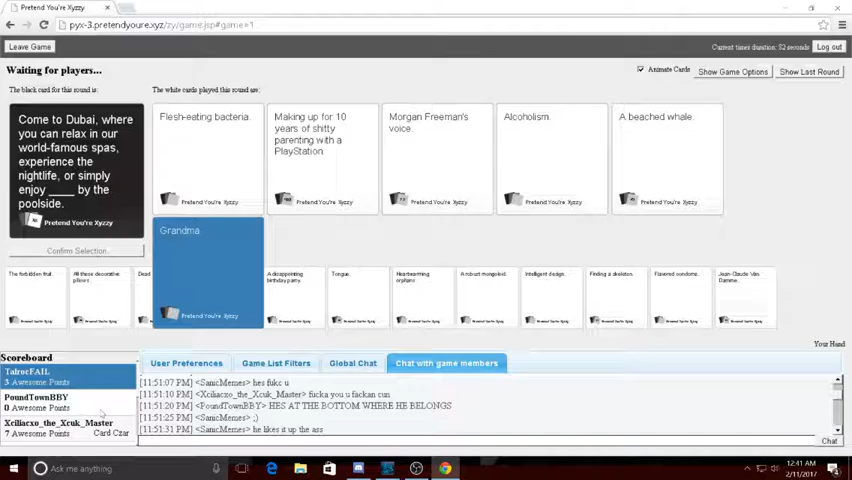 Pretend You're Xyzzy
pyx-3.pretendyoure.xyz/zy/game.jsp#game=1
Leave Game
Current timer duration: 52 seconds
Log out
Waiting for players...
Animate Cards
Show Game Options
Show Last Round
The black card for this round is:
The white cards played this round are:
Come to Dubai, where
you can relax in our
world-famous spas,
experience the
nightlife, or simply
enjoy ____ by the
poolside.
Pretend You're Xyzzy
Flesh-eating bacteria.
Pretend You're Xyzzy
Making up for 10
years of shitty
parenting with a
PlayStation
Pretend You're Xyzzy
Morgan Freeman's
voice.
Pretend You're Xyzzy
Alcoholism.
Pretend You're Xyzzy
A beached whale.
Pretend You're Xyzzy
Confirm Selection
Grandma
Pretend You're Xyzzy
The forbidden fruit.
All these decorative
pillows.
Dead
A disappointing
birthday party.
Tongue.
Heartwarming
orphans
A robust mongoloid.
Intelligent design.
Finding a skeleton.
Flavored condoms.
Jean-Claude Van
Damme.
Your Hand
Scoreboard
TalrocFAIL
3 Awesome Points
PoundTownBBY
0 Awesome Points
Xciliacxo_the_Xcuk_Master
7 Awesome Points
Card Czar
User Preferences
Game List Filters
Global Chat
Chat with game members
[11:51:07 PM] <SanicMemes> hes fukc u
[11:51:10 PM] <Xciliacxo_the_Xcuk_Master> fucka you u fackan cun
[11:51:20 PM] <PoundTownBBY> HES AT THE BOTTOM WHERE HE BELONGS
[11:51:25 PM] <SanicMemes> ;)
[11:51:31 PM] <SanicMemes> he likes it up the ass
Chat
Ask me anything
12:41 AM
2/11/2017